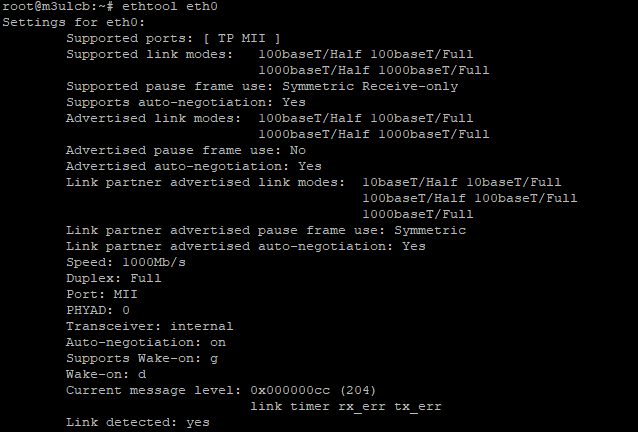 root@m3ulcb:~# ethtool eth0
Settings for eth0:
Supported ports: [ TP MII ]
Supported link modes: 100baseT/Half 100baseT/Full
1000baseT/Half 1000baseT/Full
Supported pause frame use: Symmetric Receive-only
Supports auto-negotiation: Yes
Advertised link modes: 100baseT/Half 100baseT/Full
1000baseT/Half 1000baseT/Full
Advertised pause frame use: No
Advertised auto-negotiation: Yes
Link partner advertised link modes: 10baseT/Half 10baseT/Full
100baseT/Half 100baseT/Full
1000baseT/Full
Link partner advertised pause frame use: Symmetric
Link partner advertised auto-negotiation: Yes
Speed: 1000Mb/s
Duplex: Full
Port: MII
PHYAD: 0
Transceiver: internal
Auto-negotiation: on
Supports Wake-on: g
Wake-on: d
Current message level: 0x000000cc (204)
link timer rx_err tx_err
Link detected: yes